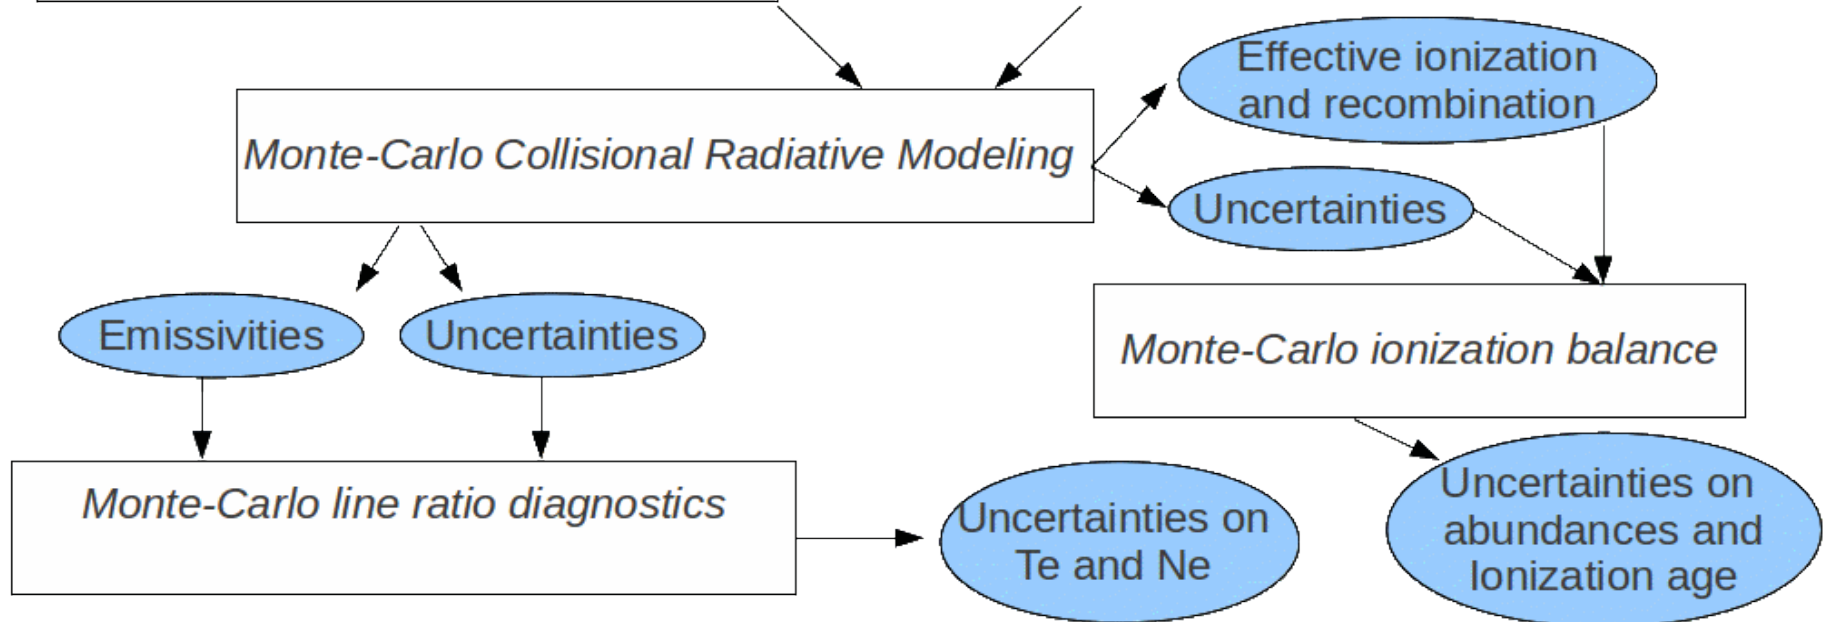 Effective ionization
and recombination
Monte-Carlo Collisional Radiative Modeling
Uncertainties
Emissivities
Uncertainties
Monte-Carlo ionization balance
Monte-Carlo line ratio diagnostics
Uncertainties on
Te and Ne
Uncertainties on
abundances and
Ionization age